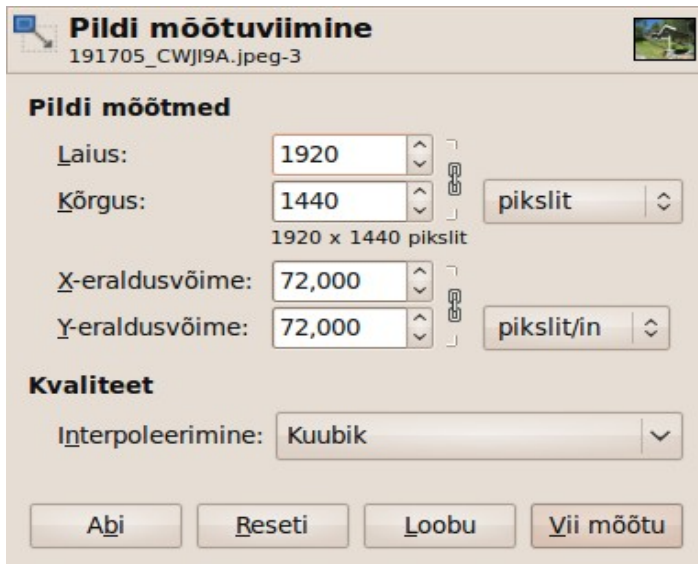 Pildi mõõtuviimine
191705_CWJI9A.jpeg-3
Pildi mõõtmed
Laius: 1920
Kõrgus: 1440 pikslit
1920 x 1440 pikslit
X-eraldusvõime: 72,000
Y-eraldusvõime: 72,000 pikslit/in
Kvaliteet
Interpoleerimine: Kuubik
Abi Reseti Loobu Vii mõõtu